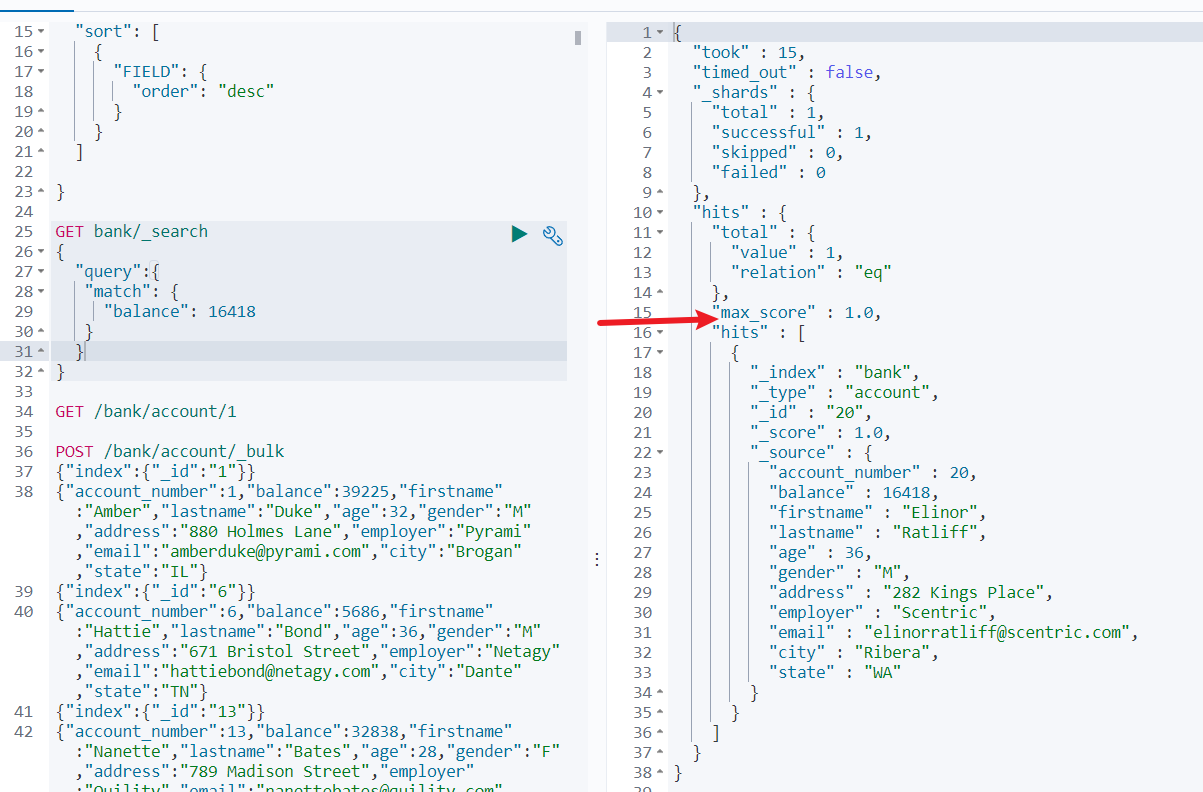 15 "sort": [
16 {
17 "FIELD": {
18 "order": "desc"
19 }
20 }
21 ]
22
23 }
24
25 GET bank/_search
26 {
27 "query":{
28 "match": {
29 "balance": 16418
30 }
31 }
32 }
33
34 GET /bank/account/1
35
36 POST /bank/account/_bulk
37 {"index":{"_id":"1"}}
38 {"account_number":1,"balance":39225,"firstname"
:"Amber","lastname":"Duke","age":32,"gender":"M"
,"address":"880 Holmes Lane","employer":"Pyrami"
,"email":"amberduke@pyrami.com","city":"Brogan"
,"state":"IL"}
39 {"index":{"_id":"6"}}
40 {"account_number":6,"balance":5686,"firstname"
:"Hattie","lastname":"Bond","age":36,"gender":"M"
,"address":"671 Bristol Street","employer":"Netagy"
,"email":"hattiebond@netagy.com","city":"Dante"
,"state":"TN"}
41 {"index":{"_id":"13"}}
42 {"account_number":13,"balance":32838,"firstname"
:"Nanette","lastname":"Bates","age":28,"gender":"F"
,"address":"789 Madison Street","employer"
:"Quility","email":"nanettebates@quility.com"
1 {
2 "took" : 15,
3 "timed_out" : false,
4 "_shards" : {
5 "total" : 1,
6 "successful" : 1,
7 "skipped" : 0,
8 "failed" : 0
9 },
10 "hits" : {
11 "total" : {
12 "value" : 1,
13 "relation" : "eq"
14 },
15 "max_score" : 1.0,
16 "hits" : [
17 {
18 "_index" : "bank",
19 "_type" : "account",
20 "_id" : "20",
21 "_score" : 1.0,
22 "_source" : {
23 "account_number" : 20,
24 "balance" : 16418,
25 "firstname" : "Elinor",
26 "lastname" : "Ratliff",
27 "age" : 36,
28 "gender" : "M",
29 "address" : "282 Kings Place",
30 "employer" : "Scentric",
31 "email" : "elinorratliff@scentric.com",
32 "city" : "Ribera",
33 "state" : "WA"
34 }
35 }
36 ]
37 }
38 }
39